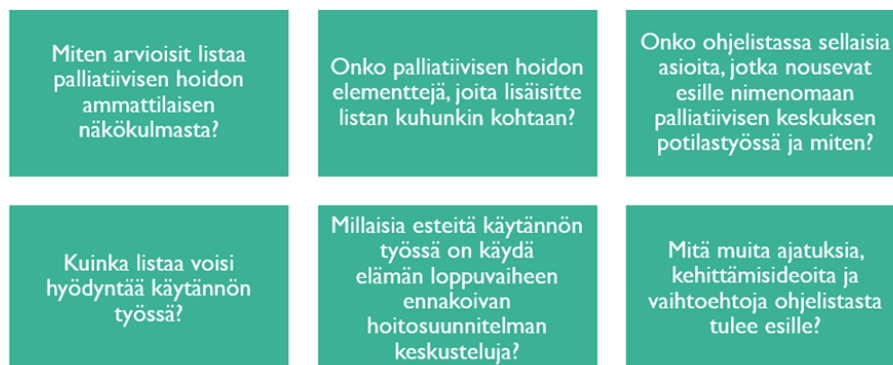 Miten arvioisit listaa
palliatiivisen hoidon
ammattilaisen
näkökulmasta?
Onko palliatiivisen hoidon
elementtejä, joita lisäisitte
listan kuhunkin kohtaan?
Onko ohjelistassa sellaisia
asioita, jotka nousevat
esille nimenomaan
palliatiivisen keskuksen
potilastyössä ja miten?
Kuinka listaa voisi
hyödyntää käytännön
työssä?
Millaisia esteitä käytännön
työssä on käydä
elämän loppuvaiheen
ennakoivan
hoitosuunnitelman
keskusteluja?
Mitä muita ajatuksia,
kehittämisideoita ja
vaihtoehtoja ohjelistasta
tulee esille?